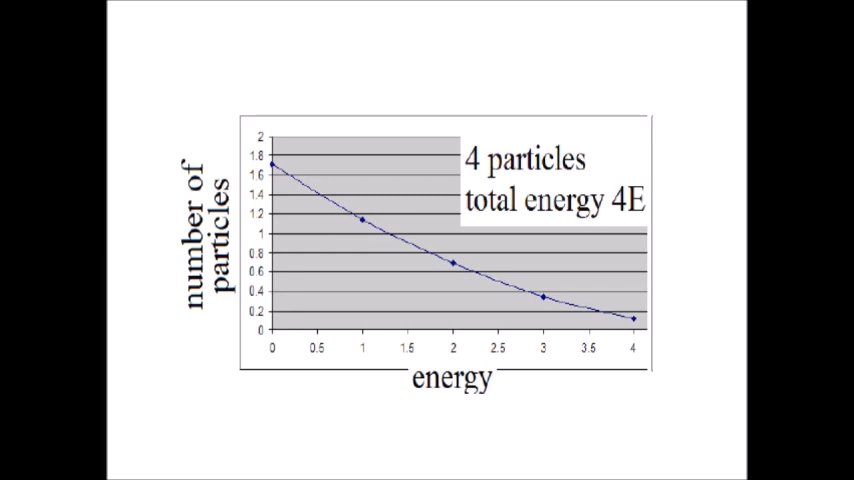 4 particles
total energy 4E
number of
particles
2
1.8
1.6
1.4
1.2
1
0.8
0.6
0.4
0.2
0
0 0.5 1 1.5 2 2.5 3 3.5 4
energy